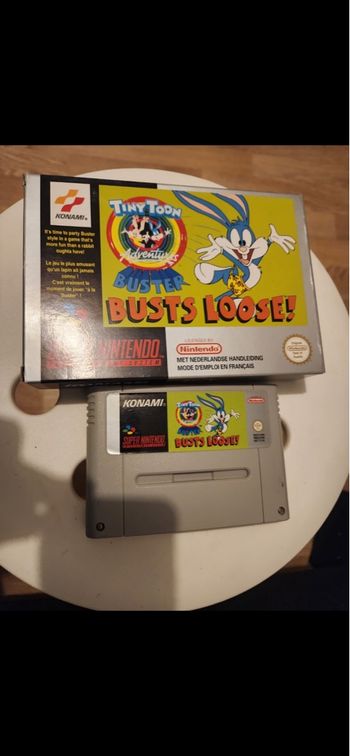 KONAMI
It's time to party Buster
style in a game that's
more fun than a rabbit
oughta have!
Le jeu le plus amusant
qu'un lapin ait jamais
connu !
C'est vraiment le
moment de jouer "à la
Buster" !
TINY TOON
Adventures
BUSTER
BUSTS LOOSE!
NINTENDO
LICENSED BY
Nintendo
MET NEDERLANDSE HANDLEIDING
MODE D'EMPLOI EN FRANÇAIS
KONAMI
TINY TOON
Nintendo
BUSTS LOOSE!
SUPER NINTENDO